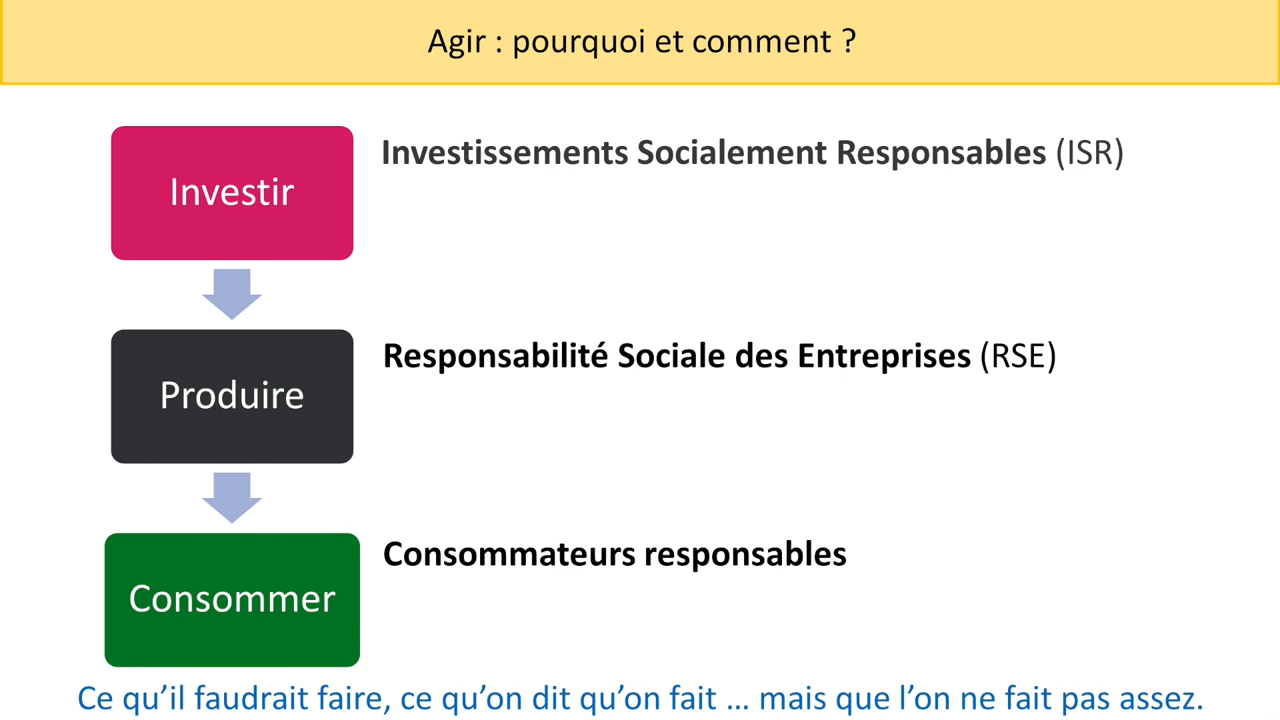 Agir : pourquoi et comment ?
Investir
Investissements Socialement Responsables (ISR)
Produire
Responsabilité Sociale des Entreprises (RSE)
Consommer
Consommateurs responsables
Ce qu’il faudrait faire, ce qu’on dit qu’on fait … mais que l’on ne fait pas assez.